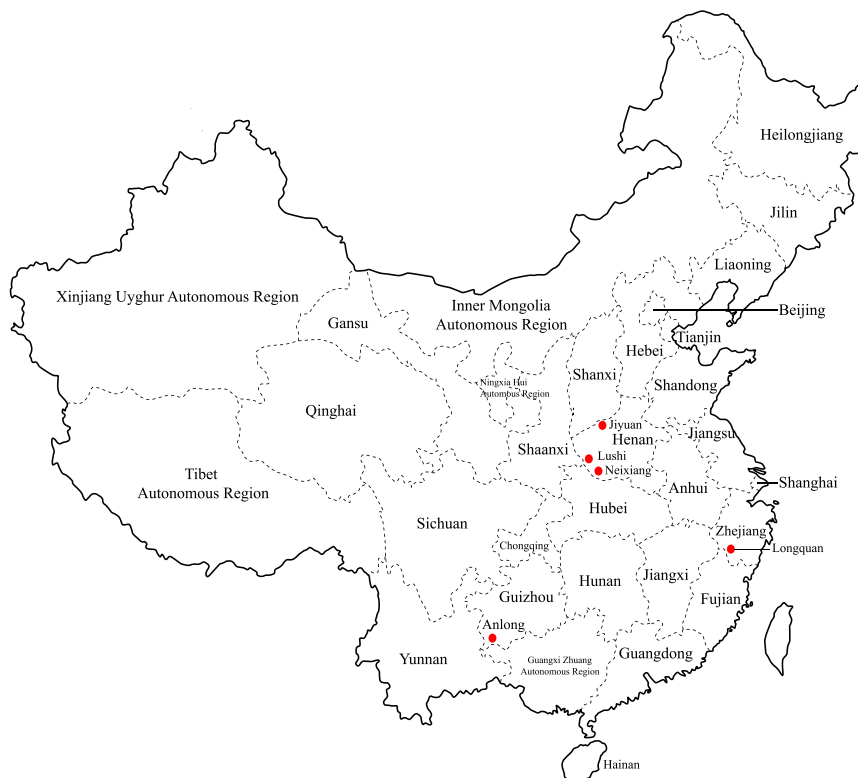 Heilongjiang
Jilin
Liaoning
Xinjiang Uyghur Autonomous Region
Inner Mongolia
Autonomous Region
Beijing
Gansu
Tianjin
Hebei
Shanxi
Ningxia Hui
Automous Region
Shandong
Qinghai
Jiyuan
Jiangsu
Henan
Shaanxi
Lushi
Neixiang
Tibet
Autonomous Region
Anhui
Shanghai
Hubei
Sichuan
Zhejiang
Chongqing
Longquan
Jiangxi
Hunan
Guizhou
Fujian
Anlong
Guangdong
Yunnan
Guangxi Zhuang
Autonomous Region
Hainan